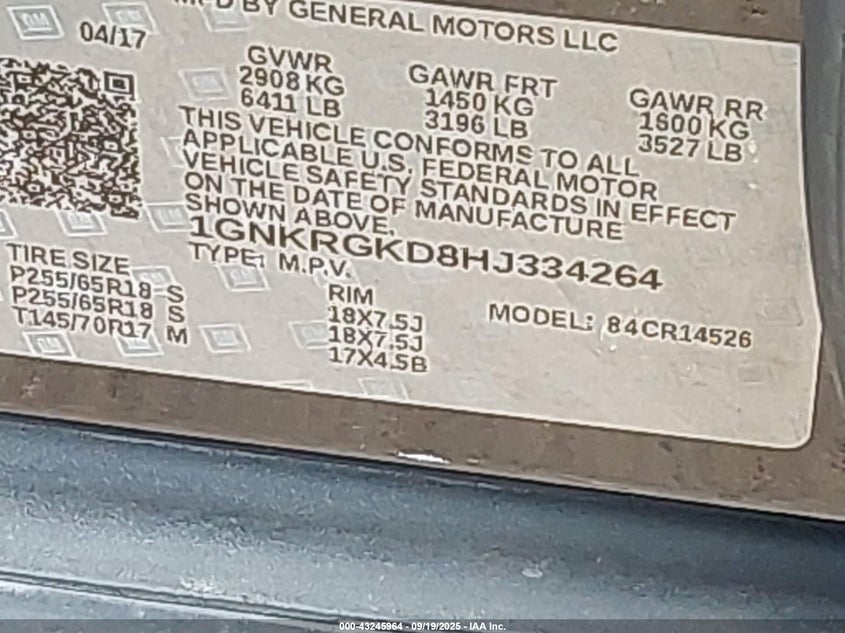 MFD BY GENERAL MOTORS LLC
04/17
GVWR
2908 KG
6411 LB
GAWR FRT
1450 KG
3196 LB
GAWR RR
1600 KG
3527 LB
THIS VEHICLE CONFORMS TO ALL
APPLICABLE U.S. FEDERAL MOTOR
VEHICLE SAFETY STANDARDS IN EFFECT
ON THE DATE OF MANUFACTURE
SHOWN ABOVE.
1GNKRGKD8HJ334264
TYPE: M.P.V.
TIRE SIZE
P255/65R18 S
P255/65R18 S
T145/70R17 M
RIM
18X7.5J
18X7.5J
17X4.5B
MODEL: 84CR14526
000-43245964 - 09/19/2025 - IAA Inc.